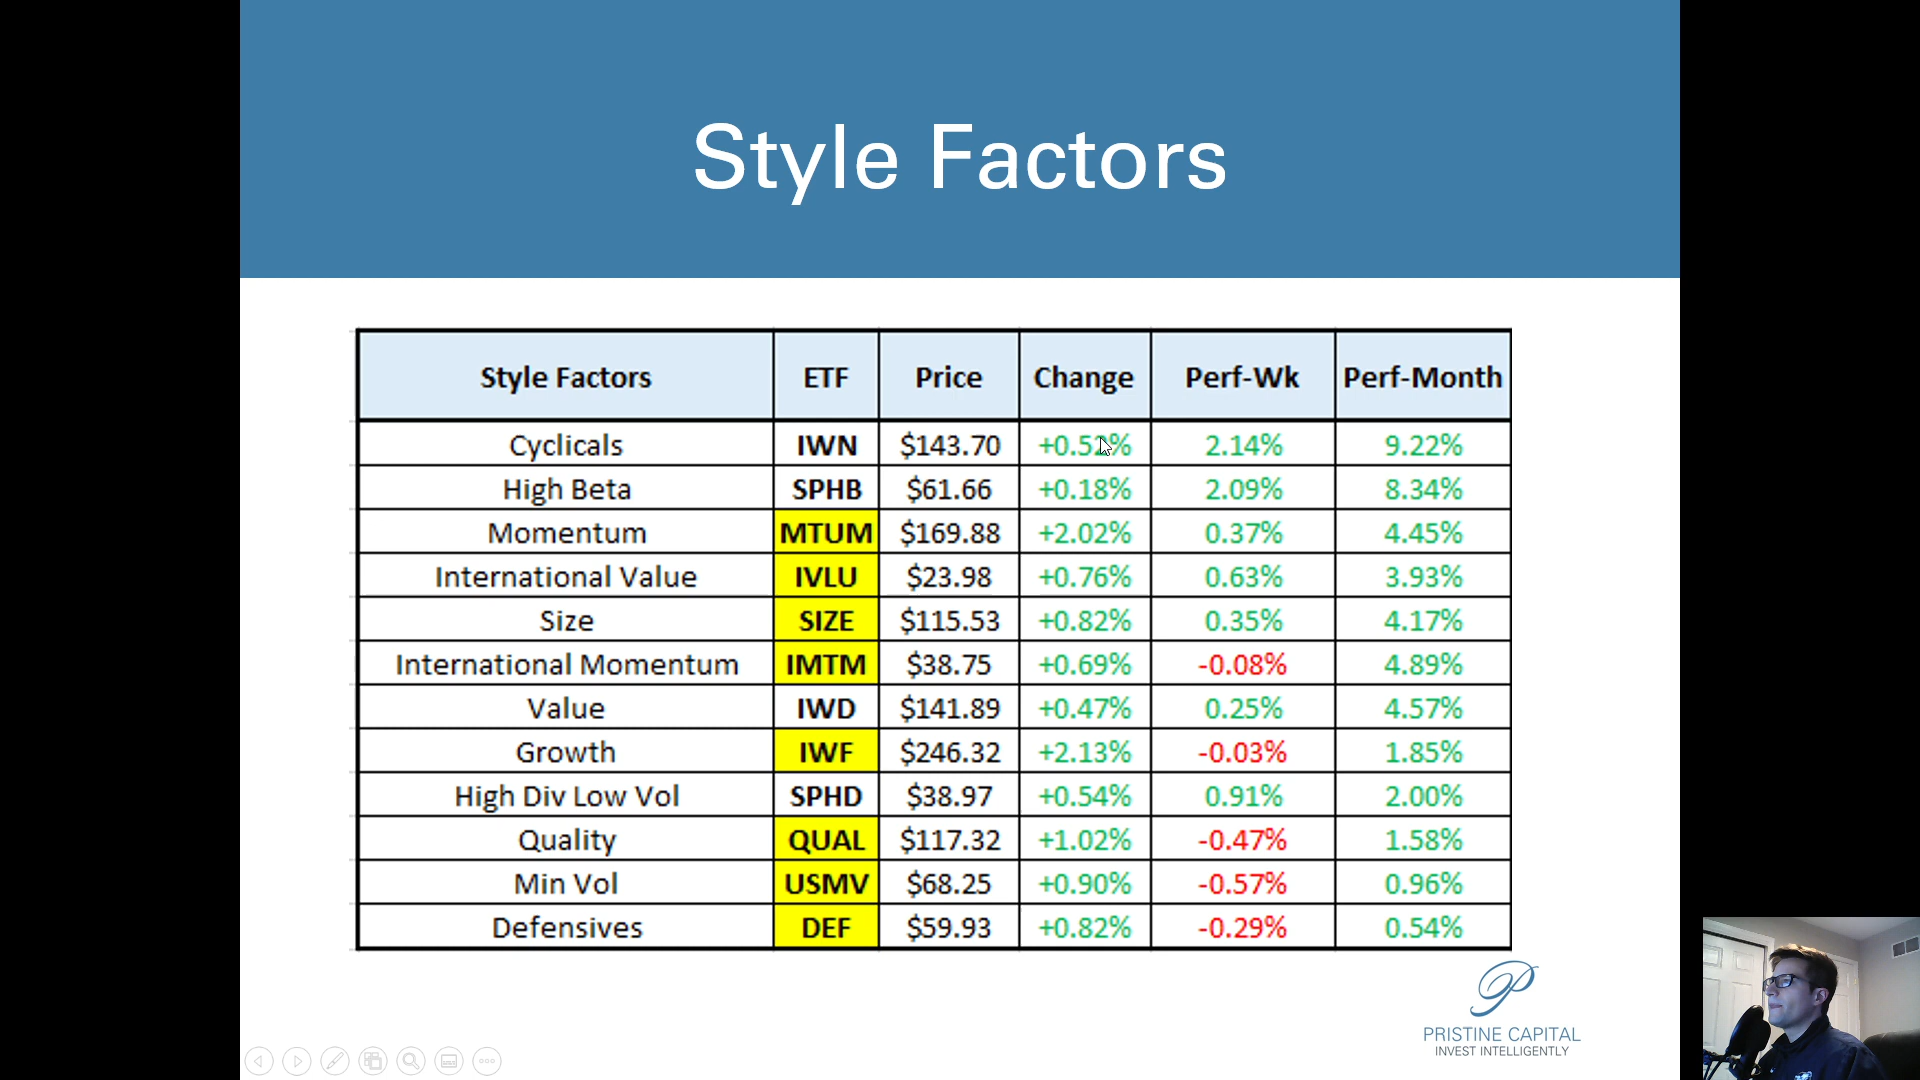 Style Factors
Style Factors ETF Price Change Perf-Wk Perf-Month
Cyclicals IWN $143.70 +0.52% 2.14% 9.22%
High Beta SPHB $61.66 +0.18% 2.09% 8.34%
Momentum MTUM $169.88 +2.02% 0.37% 4.45%
International Value IVLU $23.98 +0.76% 0.63% 3.93%
Size SIZE $115.53 +0.82% 0.35% 4.17%
International Momentum IMTM $38.75 +0.69% -0.08% 4.89%
Value IWD $141.89 +0.47% 0.25% 4.57%
Growth IWF $246.32 +2.13% -0.03% 1.85%
High Div Low Vol SPHD $38.97 +0.54% 0.91% 2.00%
Quality QUAL $117.32 +1.02% -0.47% 1.58%
Min Vol USMV $68.25 +0.90% -0.57% 0.96%
Defensives DEF $59.93 +0.82% -0.29% 0.54%
P
PRISTINE CAPITAL
INVEST INTELLIGENTLY